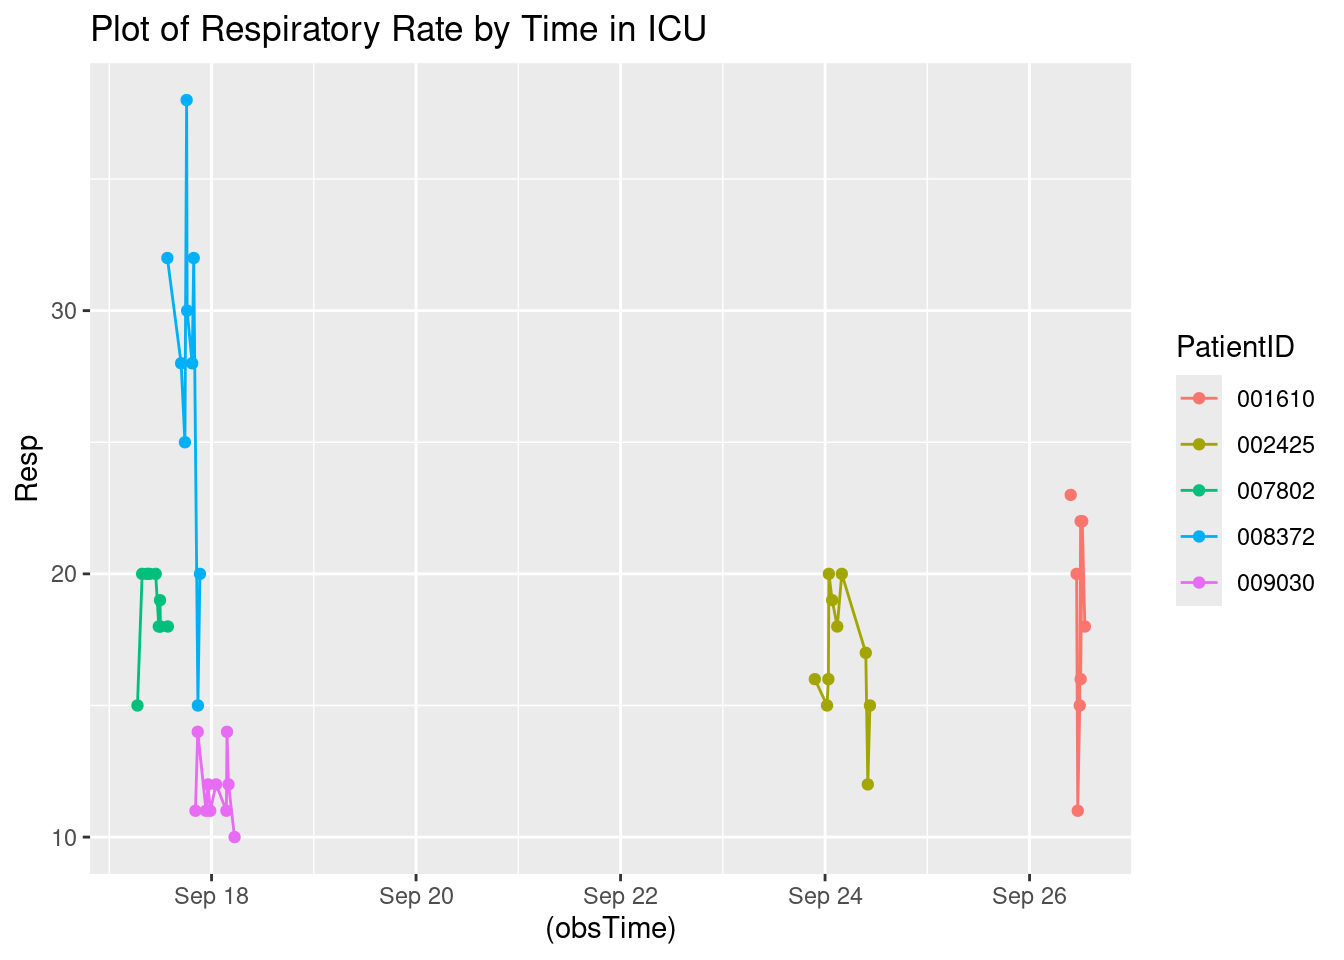 Plot of Respiratory Rate by Time in ICU
Resp
30
20
10
Sep 18
Sep 20
Sep 22
Sep 24
Sep 26
(obsTime)
PatientID
001610
002425
007802
008372
009030